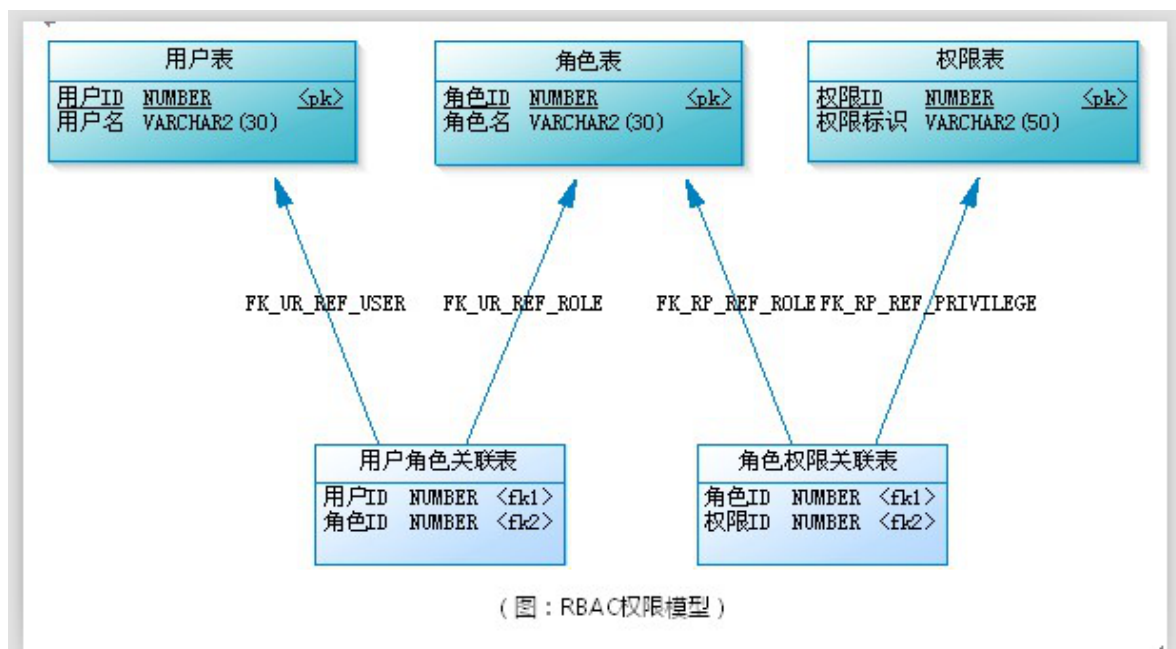 用户表
用户ID NUMBER <pk>
用户名 VARCHAR2(30)
角色表
角色ID NUMBER <pk>
角色名 VARCHAR2(30)
权限表
权限ID NUMBER <pk>
权限标识 VARCHAR2(50)
FK_UR_REF_USER
FK_UR_REF_ROLE
FK_RP_REF_ROLE
FK_RP_REF_PRIVILEGE
用户角色关联表
用户ID NUMBER <fk1>
角色ID NUMBER <fk2>
角色权限关联表
角色ID NUMBER <fk1>
权限ID NUMBER <fk2>
（图：RBAC权限模型）